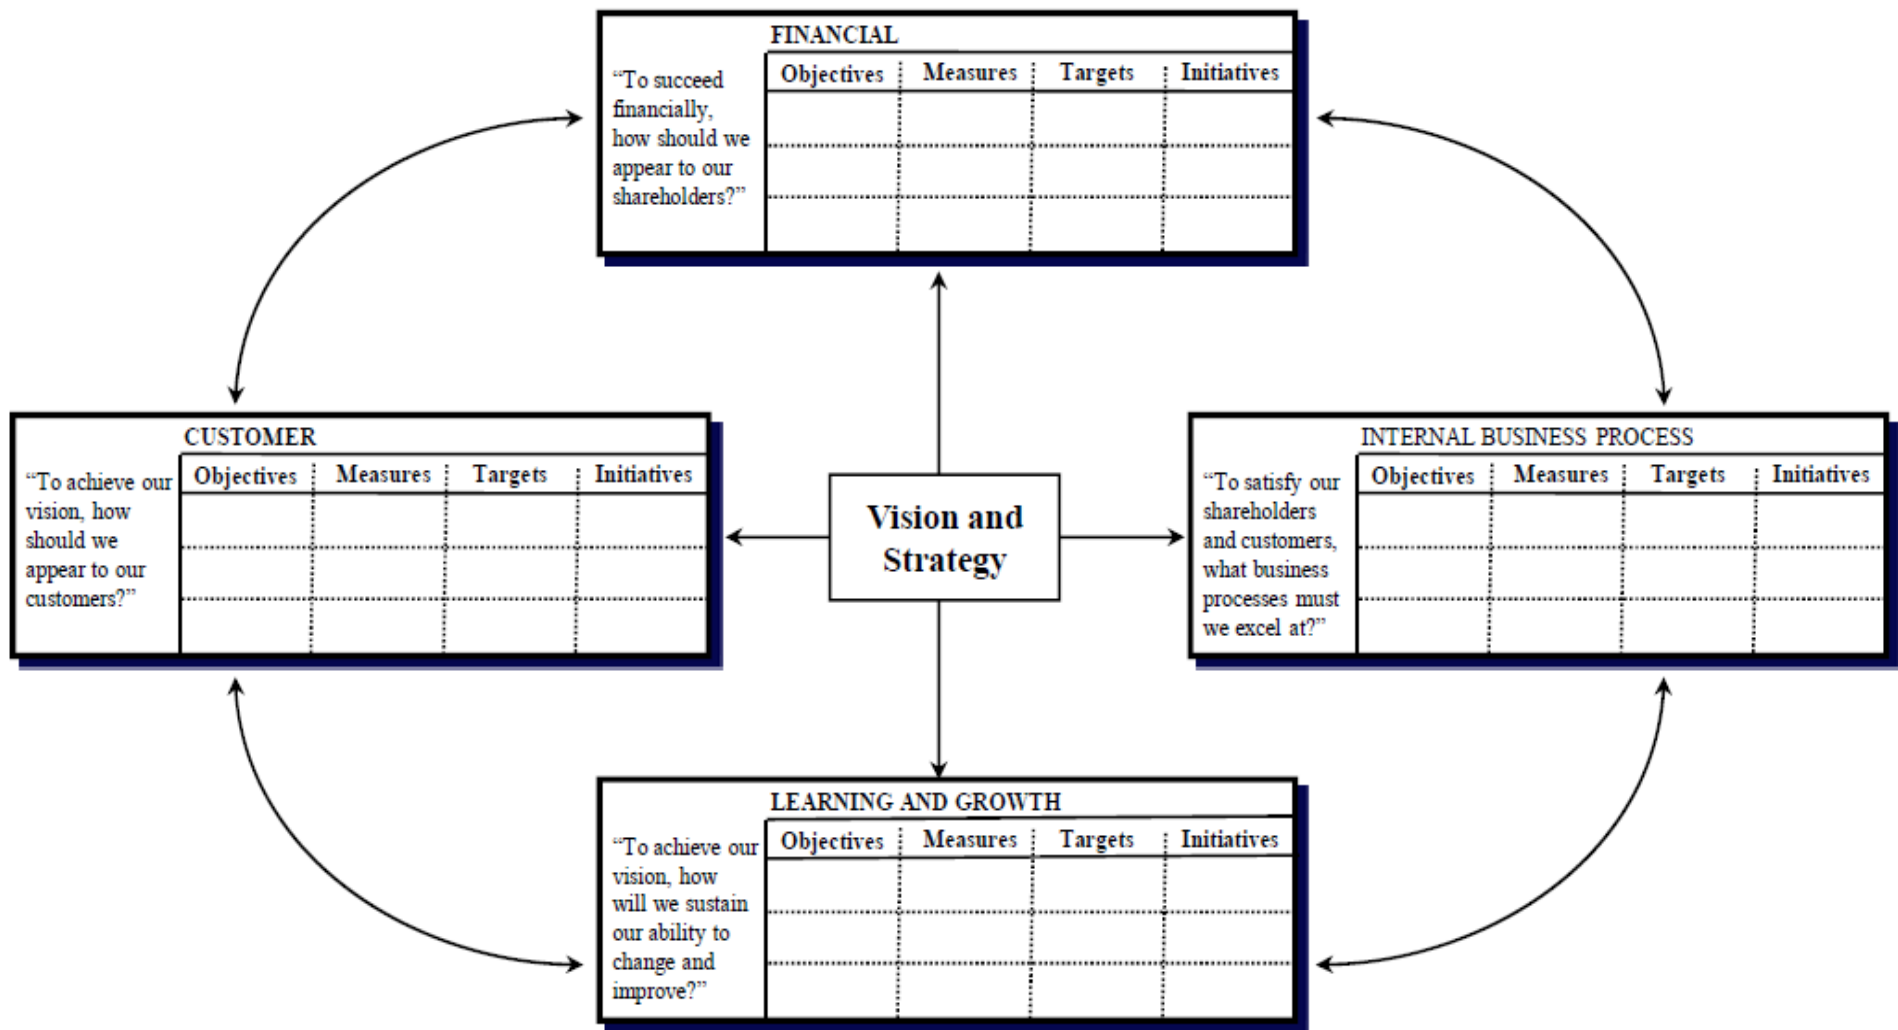 FINANCIAL
Objectives Measures Targets Initiatives
“To succeed
financially,
how should we
appear to our
shareholders?”
CUSTOMER
Objectives Measures Targets Initiatives
“To achieve our
vision, how
should we
appear to our
customers?”
Vision and
Strategy
INTERNAL BUSINESS PROCESS
Objectives Measures Targets Initiatives
“To satisfy our
shareholders
and customers,
what business
processes must
we excel at?”
LEARNING AND GROWTH
Objectives Measures Targets Initiatives
“To achieve our
vision, how
will we sustain
our ability to
change and
improve?”